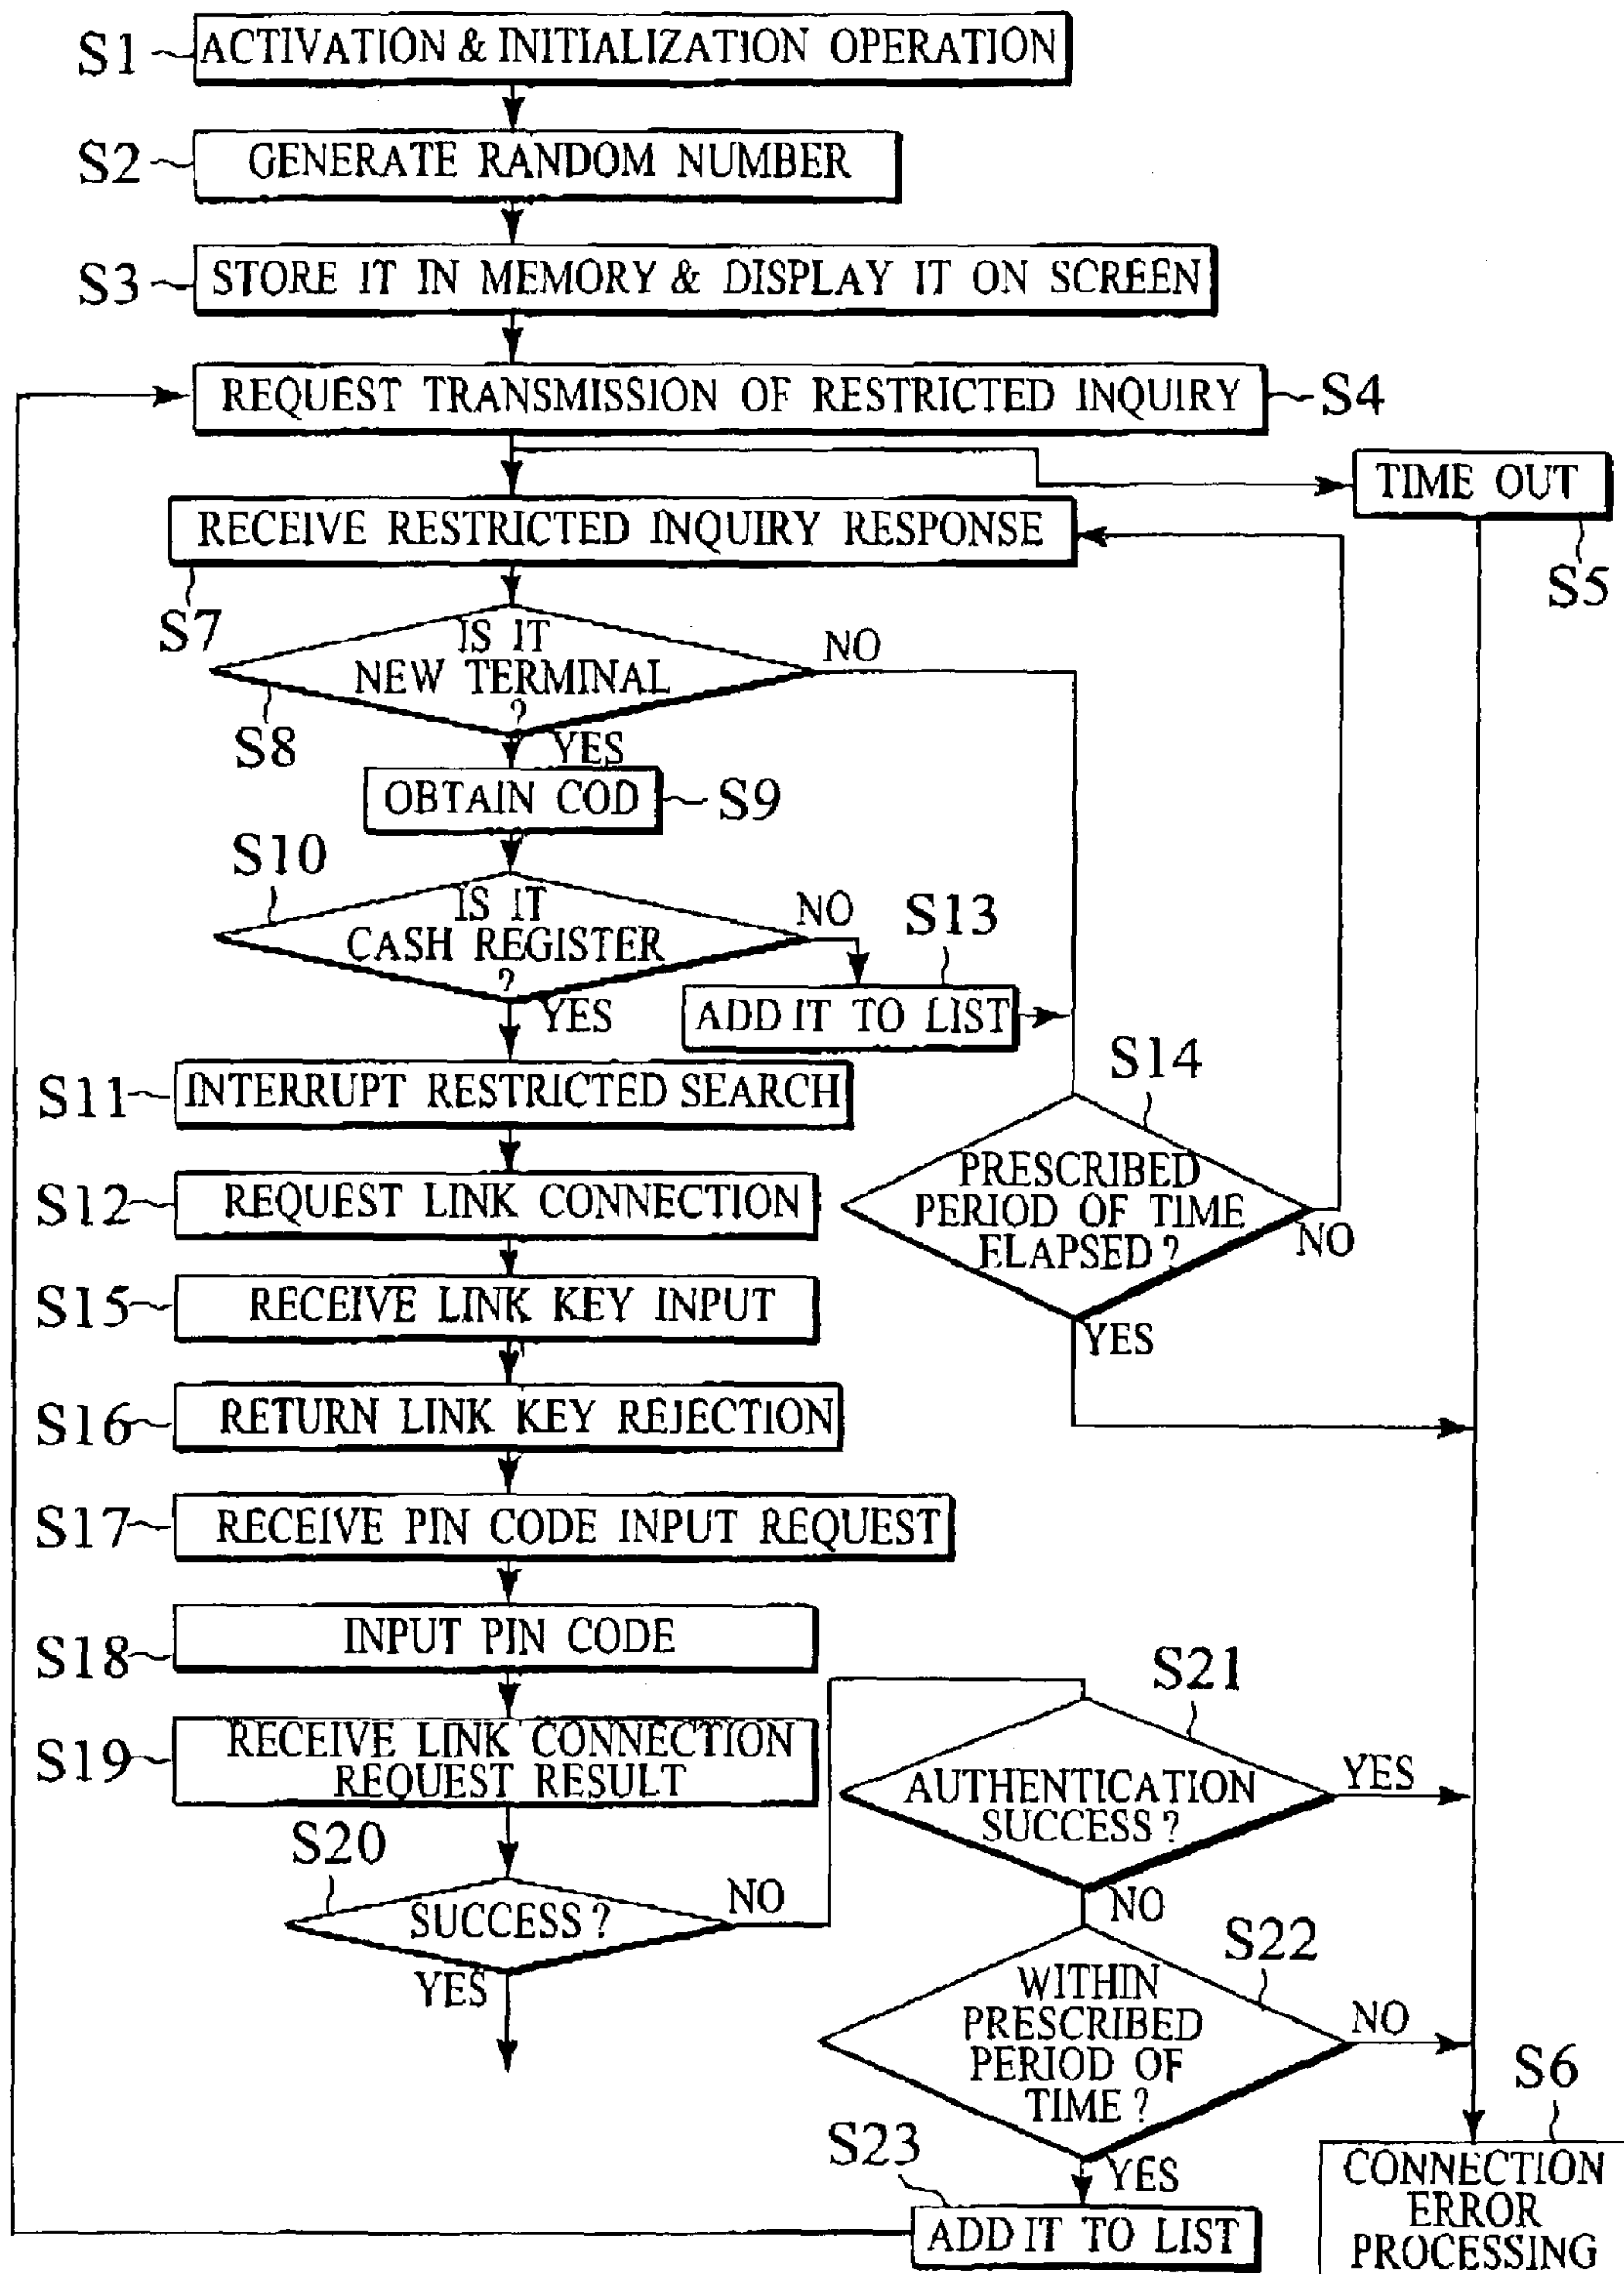 S1 ACTIVATION & INITIALIZATION OPERATION
S2 GENERATE RANDOM NUMBER
S3 STORE IT IN MEMORY & DISPLAY IT ON SCREEN
REQUEST TRANSMISSION OF RESTRICTED INQUIRY S4
TIME OUT
S5
RECEIVE RESTRICTED INQUIRY RESPONSE
S7
IS IT
NEW TERMINAL
?
NO
S8
YES
OBTAIN COD S9
S10
IS IT
CASH REGISTER
?
NO
S13
YES
ADD IT TO LIST
S11 INTERRUPT RESTRICTED SEARCH
S14
PRESCRIBED
PERIOD OF TIME
ELAPSED ?
NO
YES
S12 REQUEST LINK CONNECTION
S15 RECEIVE LINK KEY INPUT
S16 RETURN LINK KEY REJECTION
S17 RECEIVE PIN CODE INPUT REQUEST
S18 INPUT PIN CODE
S19 RECEIVE LINK CONNECTION
REQUEST RESULT
S20
SUCCESS ?
NO
YES
S21
AUTHENTICATION
SUCCESS ?
YES
NO
S22
WITHIN
PRESCRIBED
PERIOD OF
TIME ?
NO
YES
S23
ADD IT TO LIST
S6
CONNECTION
ERROR
PROCESSING